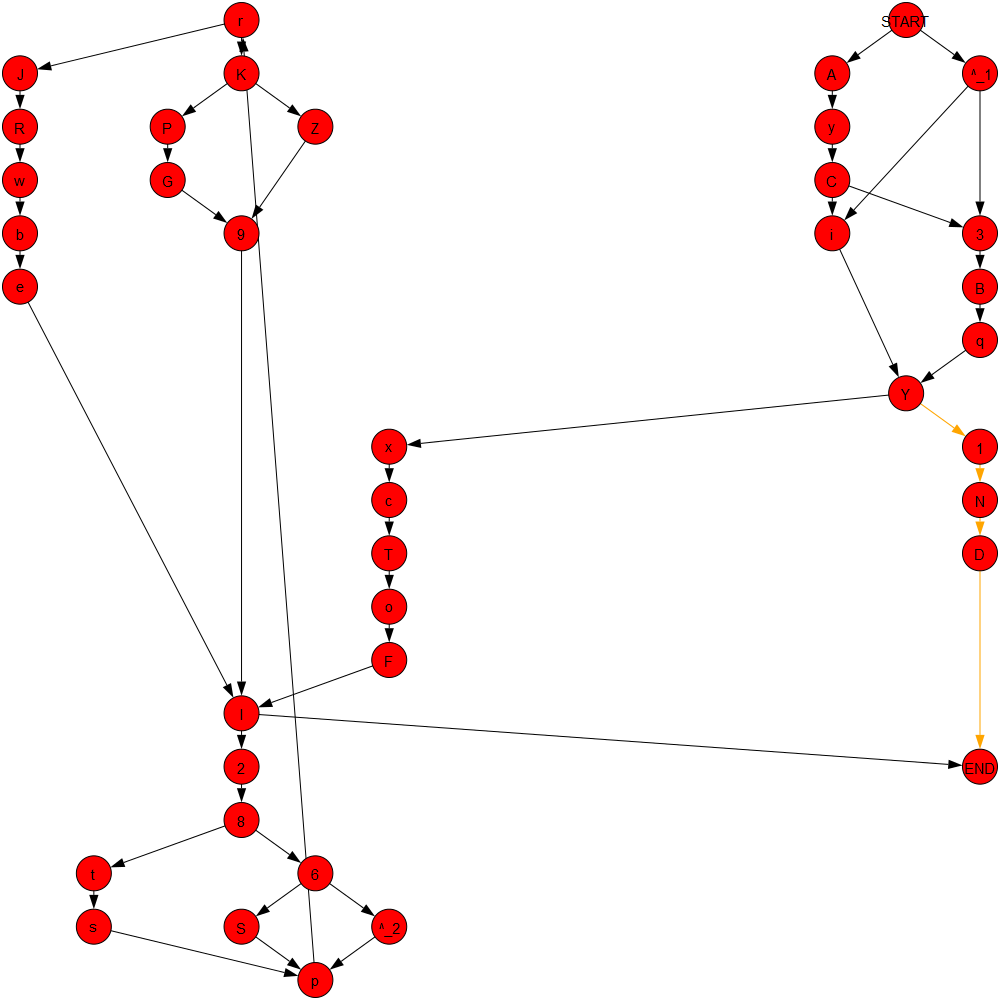 r START
J K A ^_1
R P Z y
w G C
b 9 i 3
e B
q
Y
x 1
c N
T D
o
F
l
2 END
8
t 6
s S ^_2
p